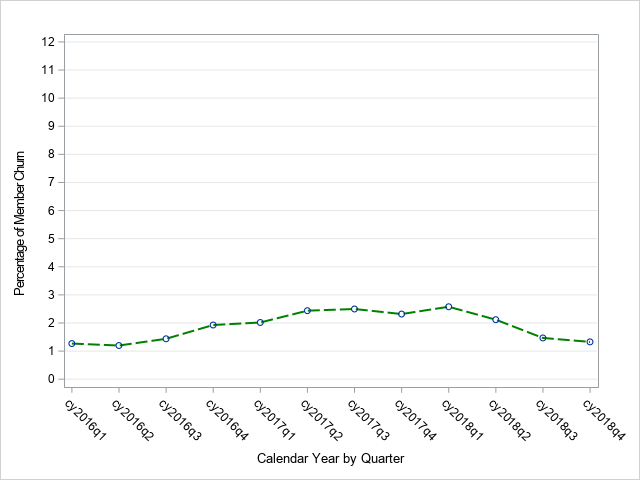 12
11
10
9
8
7
6
5
4
3
2
1
0
Percentage of Member Churn
cy2016q1
cy2016q2
cy2016q3
cy2016q4
cy2017q1
cy2017q2
cy2017q3
cy2017q4
cy2018q1
cy2018q2
cy2018q3
cy2018q4
Calendar Year by Quarter